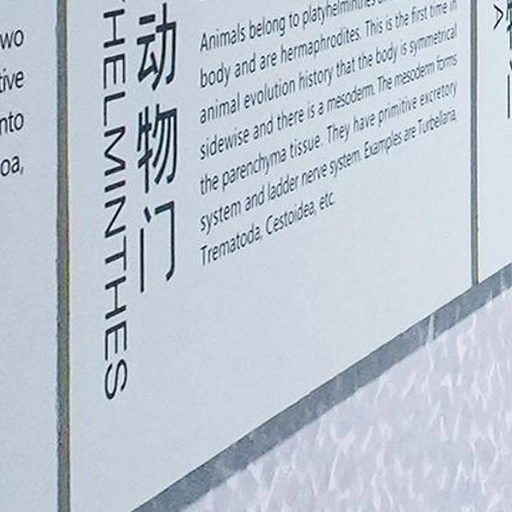 wo
tive
nto
oa,
HELMINTHES
动物门
Animals belong to platyhelminthes
body and are hermaphrodites. This is the first time in
animal evolution history that the body is symmetrical
sidewise and there is a mesoderm. The mesoderm forms
the parenchyma tissue. They have primitive excretory
system and ladder nerve system. Examples are Turbellaria,
Trematoda, Cestoidea, etc.